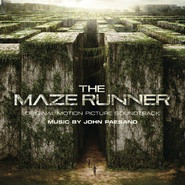 THE
MAZE RUNNER
ORIGINAL MOTION PICTURE SOUNDTRACK
MUSIC BY JOHN PAESANO